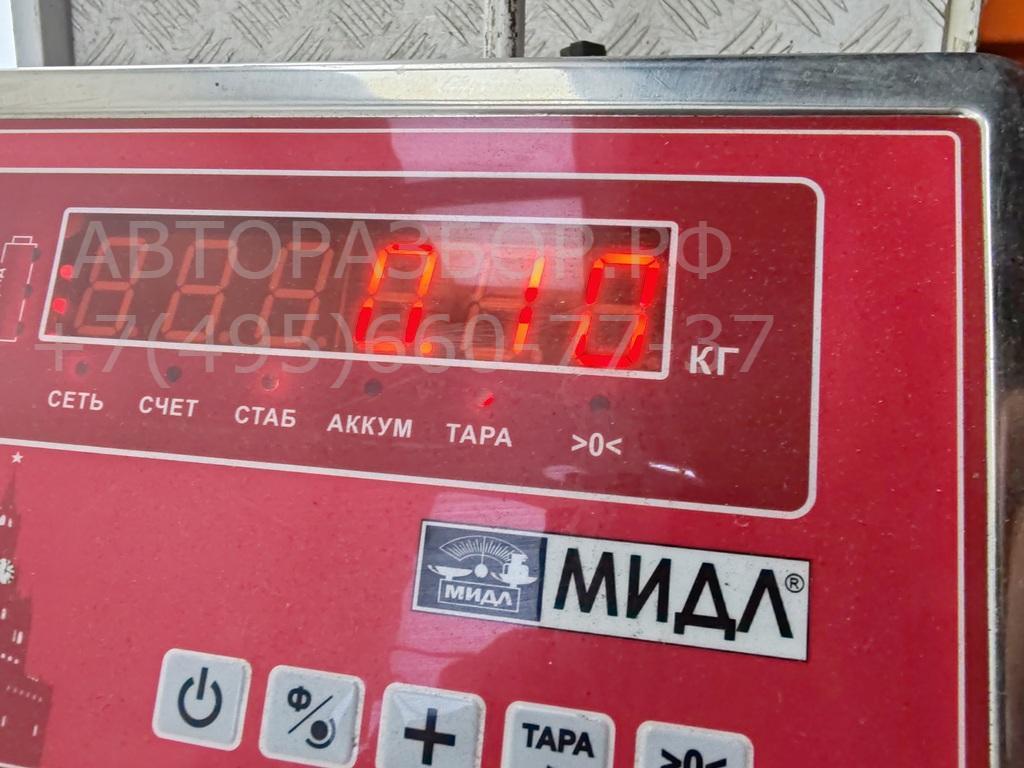 АВТОРАЗБОР.РФ
0.10
+7(495)660-77-37
КГ
СЕТЬ СЧЕТ СТАБ АККУМ ТАРА >0<
МИДЛ МИДЛ®
Ф/
+
ТАРА
>0<